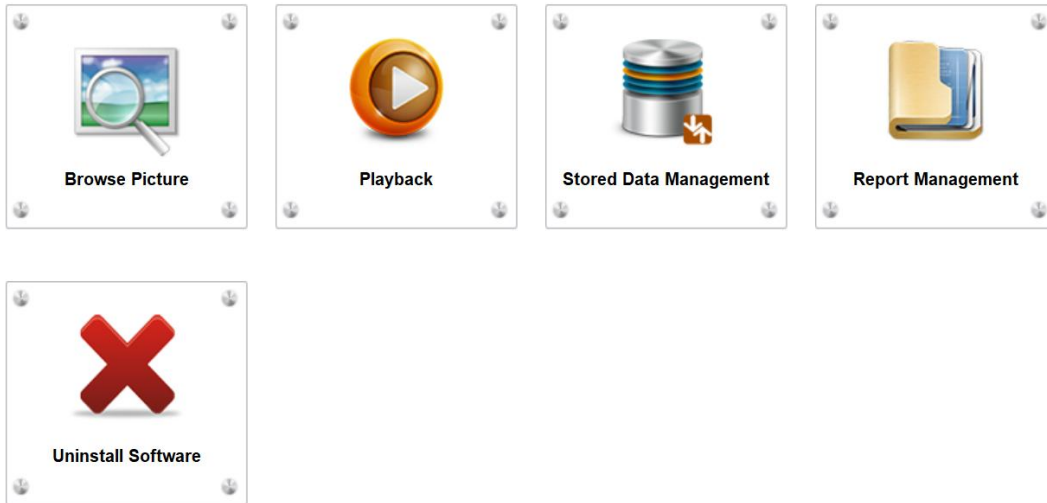 Browse Picture
Playback
Stored Data Management
Report Management
Uninstall Software